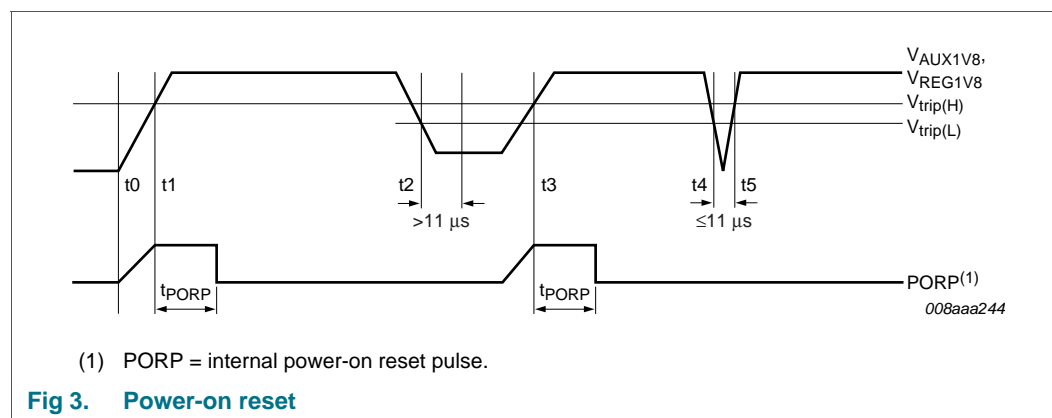 VAUX1V8,
VREG1V8
Vtrip(H)
Vtrip(L)
t0 t1 t2 t3 t4 t5
>11 μs ≤11 μs
PORP(1)
tPORP tPORP
008aaa244
(1) PORP = internal power-on reset pulse.
Fig 3. Power-on reset